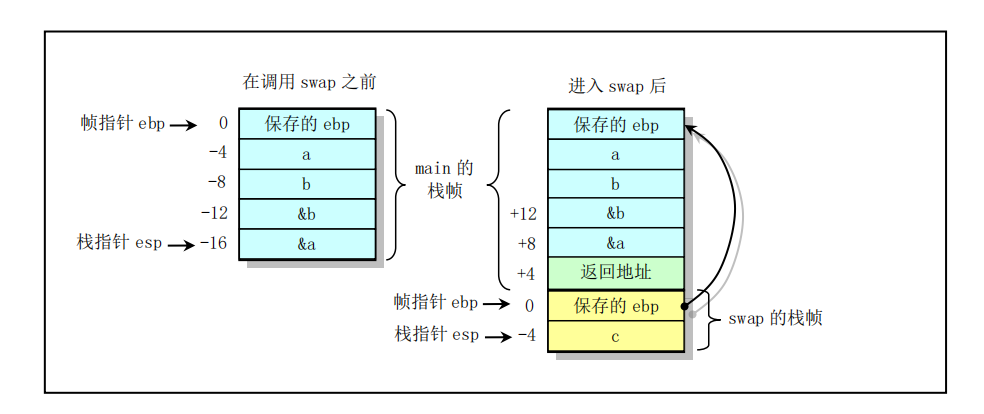 在调用 swap 之前
帧指针 ebp
0
保存的 ebp
-4
a
-8
b
-12
&b
栈指针 esp
-16
&a
main 的
栈帧
进入 swap 后
保存的 ebp
a
b
+12
&b
+8
&a
+4
返回地址
帧指针 ebp
0
保存的 ebp
栈指针 esp
-4
c
swap 的栈帧